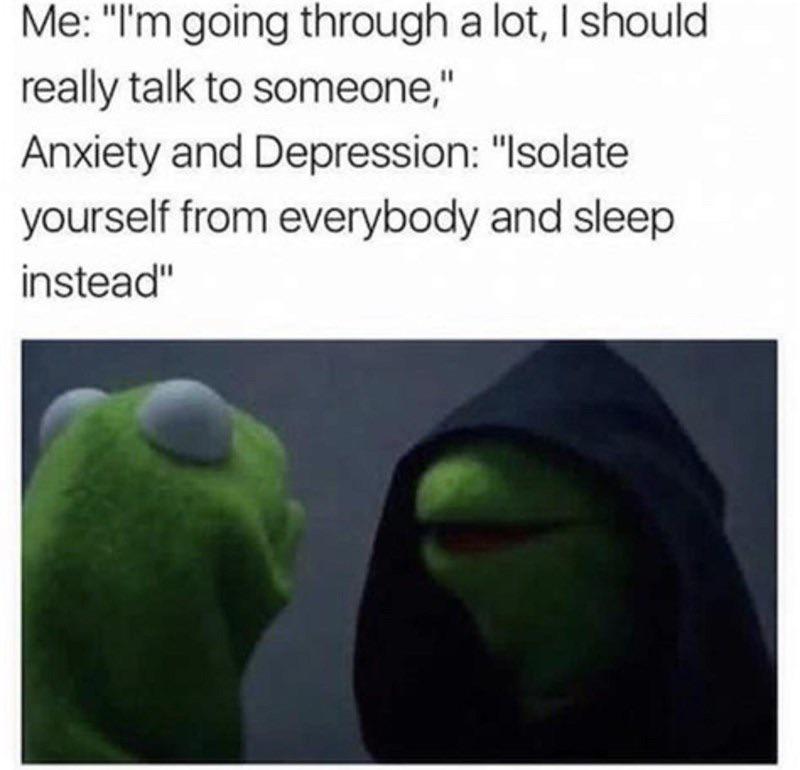 Me: "I'm going through a lot, I should
really talk to someone,"
Anxiety and Depression: "Isolate
yourself from everybody and sleep
instead"